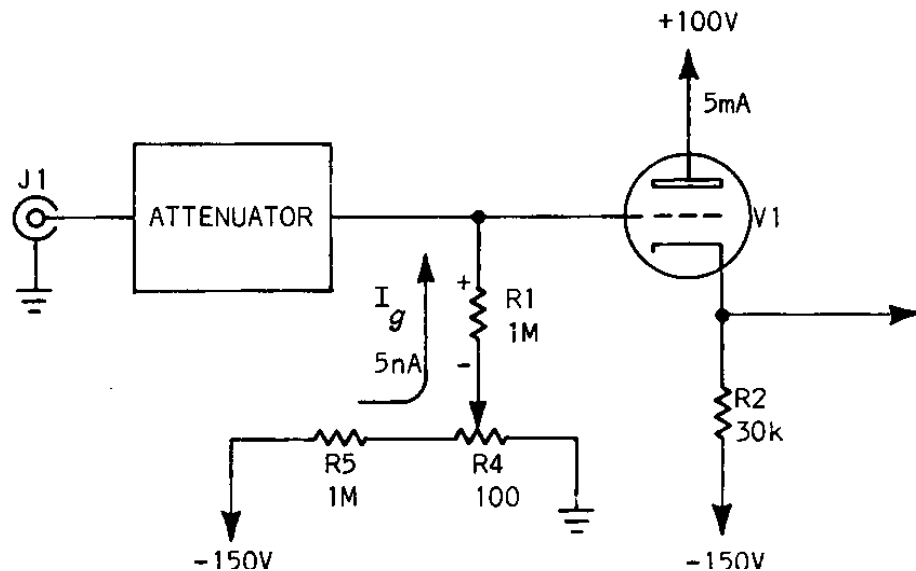 +100V
5mA
J1
ATTENUATOR
V1
+
I g
R1
1M
5nA
-
R2
30k
R5
1M
R4
100
-150V
-150V